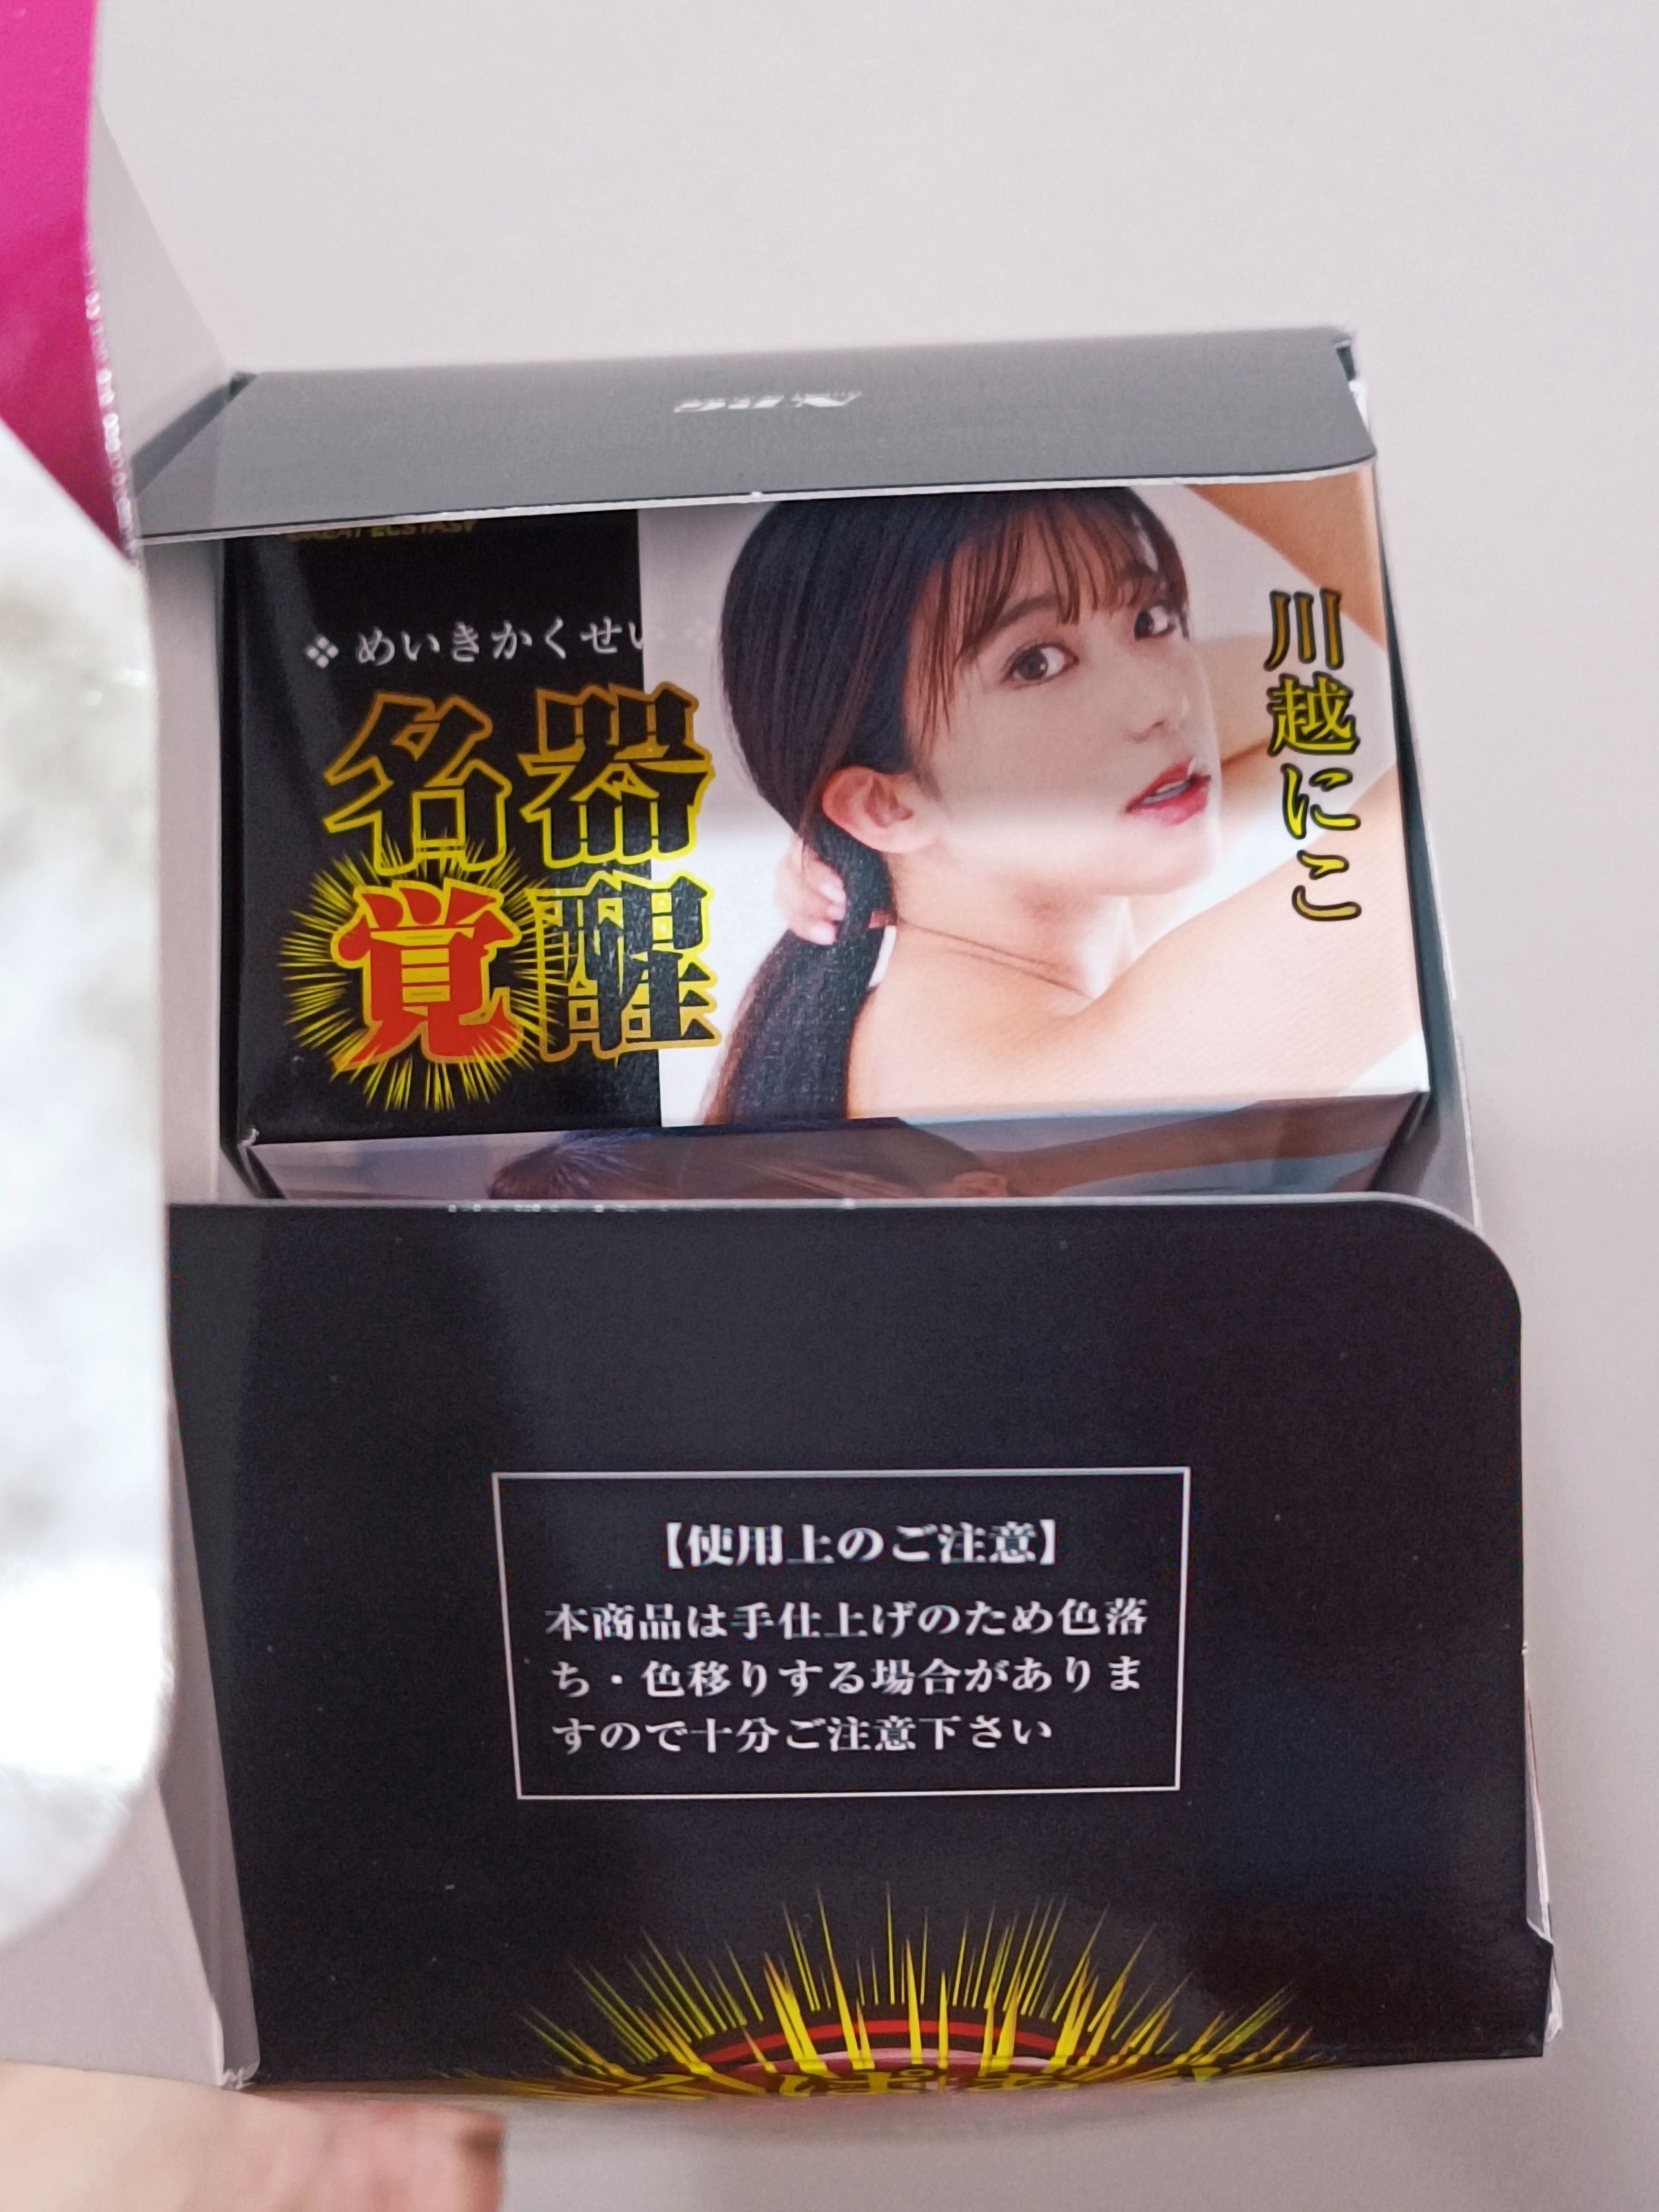 GREAT ECSTASY
めいきかくせい
名器
覚醒
川越にこ
【使用上のご注意】
本商品は手仕上げのため色落
ち・色移りする場合がありま
すので十分ご注意下さい